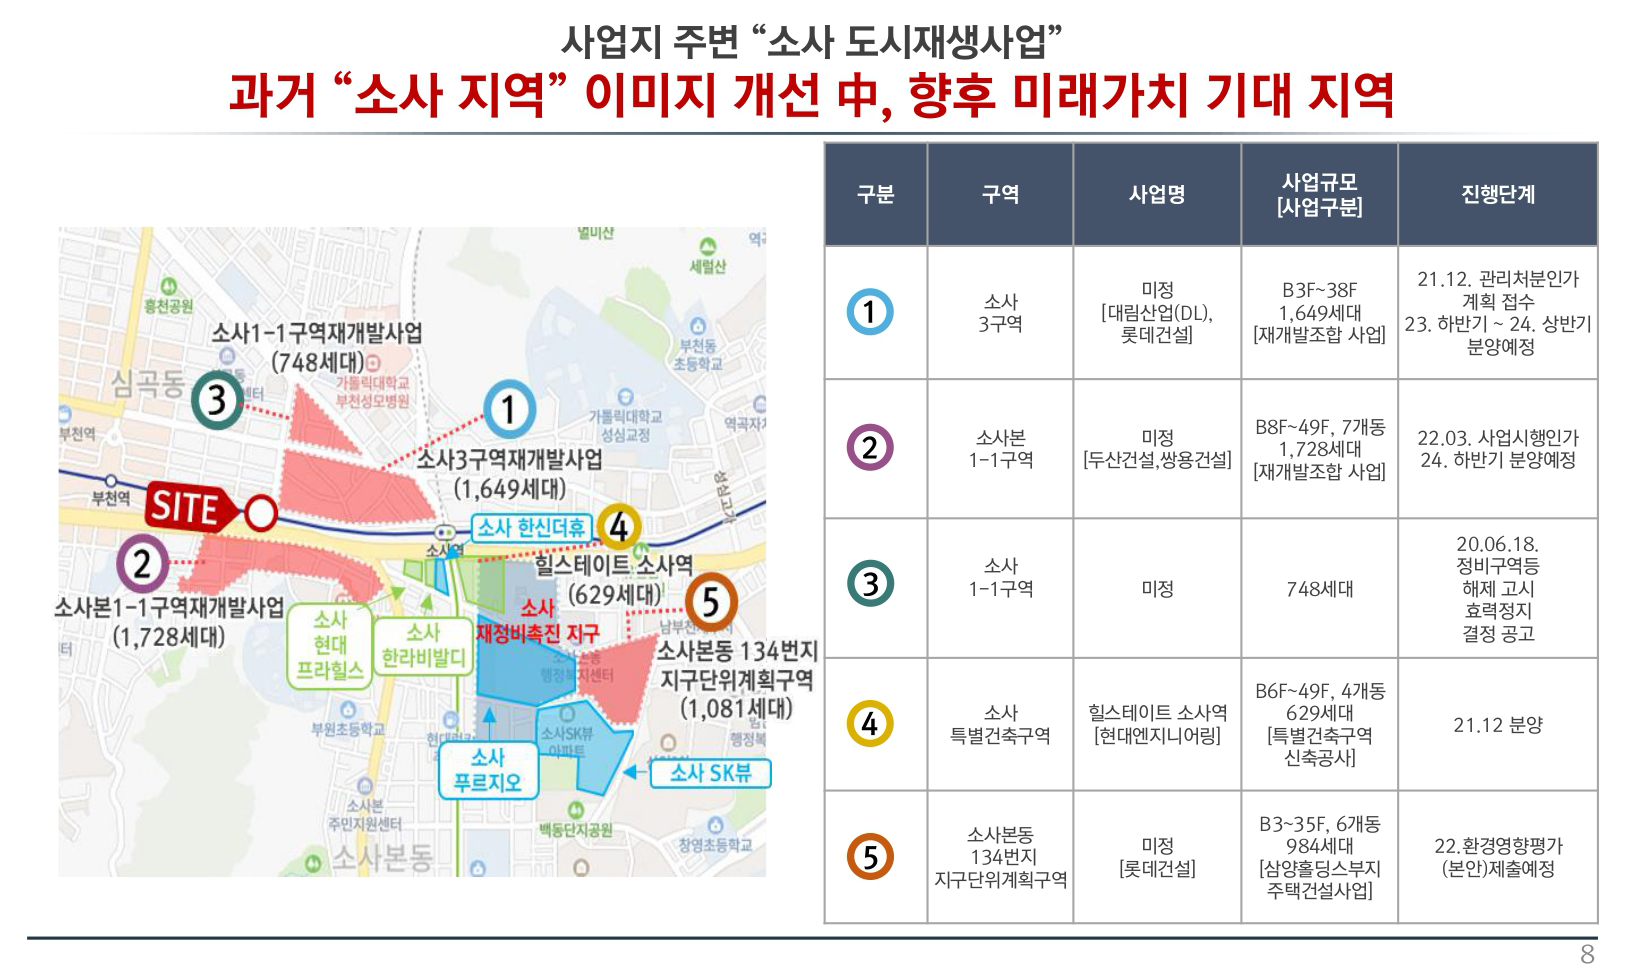 사업지 주변 “소사 도시재생사업”
과거 “소사 지역” 이미지 개선 中, 향후 미래가치 기대 지역
멀미산
역곡
세럴산
흥천공원
소사1-1구역재개발사업
(748세대)
부천동
초등학교
심곡동
센터
가톨릭대학교
부천성모병원
3
1
가톨릭대학교
성심교정
역곡자
부천역
소사3구역재개발사업
(1,649세대)
성심고가
부천역
SITE
소사 한신더휴
4
소사역
2
힐스테이트 소사역
(629세대)
5
소사본1-1구역재개발사업
(1,728세대)
소사
현대
프라힐스
소사
한라비발디
소사
재정비촉진 지구
남부천
터
소사본동
행정복지센터
소사본동 134번지
지구단위계획구역
(1,081세대)
부원초등학교
소사SK뷰
아파트
행정복
소사
푸르지오
소사 SK뷰
소사본
주민지원센터
백동단지공원
창영초등학교
소사본동
구분
구역
사업명
사업규모
[사업구분]
진행단계
1
소사
3구역
미정
[대림산업(DL),
롯데건설]
B3F~38F
1,649세대
[재개발조합 사업]
21.12. 관리처분인가
계획 접수
23. 하반기 ~ 24. 상반기
분양예정
2
소사본
1-1구역
미정
[두산건설,쌍용건설]
B8F~49F, 7개동
1,728세대
[재개발조합 사업]
22.03. 사업시행인가
24. 하반기 분양예정
3
소사
1-1구역
미정
748세대
20.06.18.
정비구역등
해제 고시
효력정지
결정 공고
4
소사
특별건축구역
힐스테이트 소사역
[현대엔지니어링]
B6F~49F, 4개동
629세대
[특별건축구역
신축공사]
21.12 분양
5
소사본동
134번지
지구단위계획구역
미정
[롯데건설]
B3~35F, 6개동
984세대
[삼양홀딩스부지
주택건설사업]
22.환경영향평가
(본안)제출예정
8